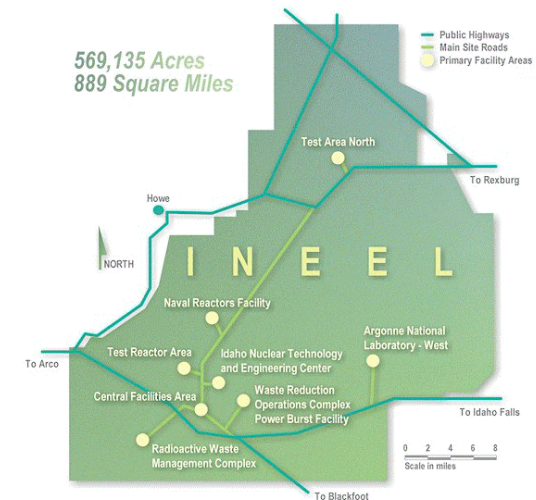 569,135 Acres
889 Square Miles
Public Highways
Main Site Roads
Primary Facility Areas
Test Area North
To Rexburg
Howe
NORTH
I N E E L
Naval Reactors Facility
Argonne National
Laboratory - West
Test Reactor Area
Idaho Nuclear Technology
and Engineering Center
To Arco
Central Facilities Area
Waste Reduction
Operations Complex
Power Burst Facility
To Idaho Falls
Radioactive Waste
Management Complex
0 2 4 6 8
Scale in miles
To Blackfoot